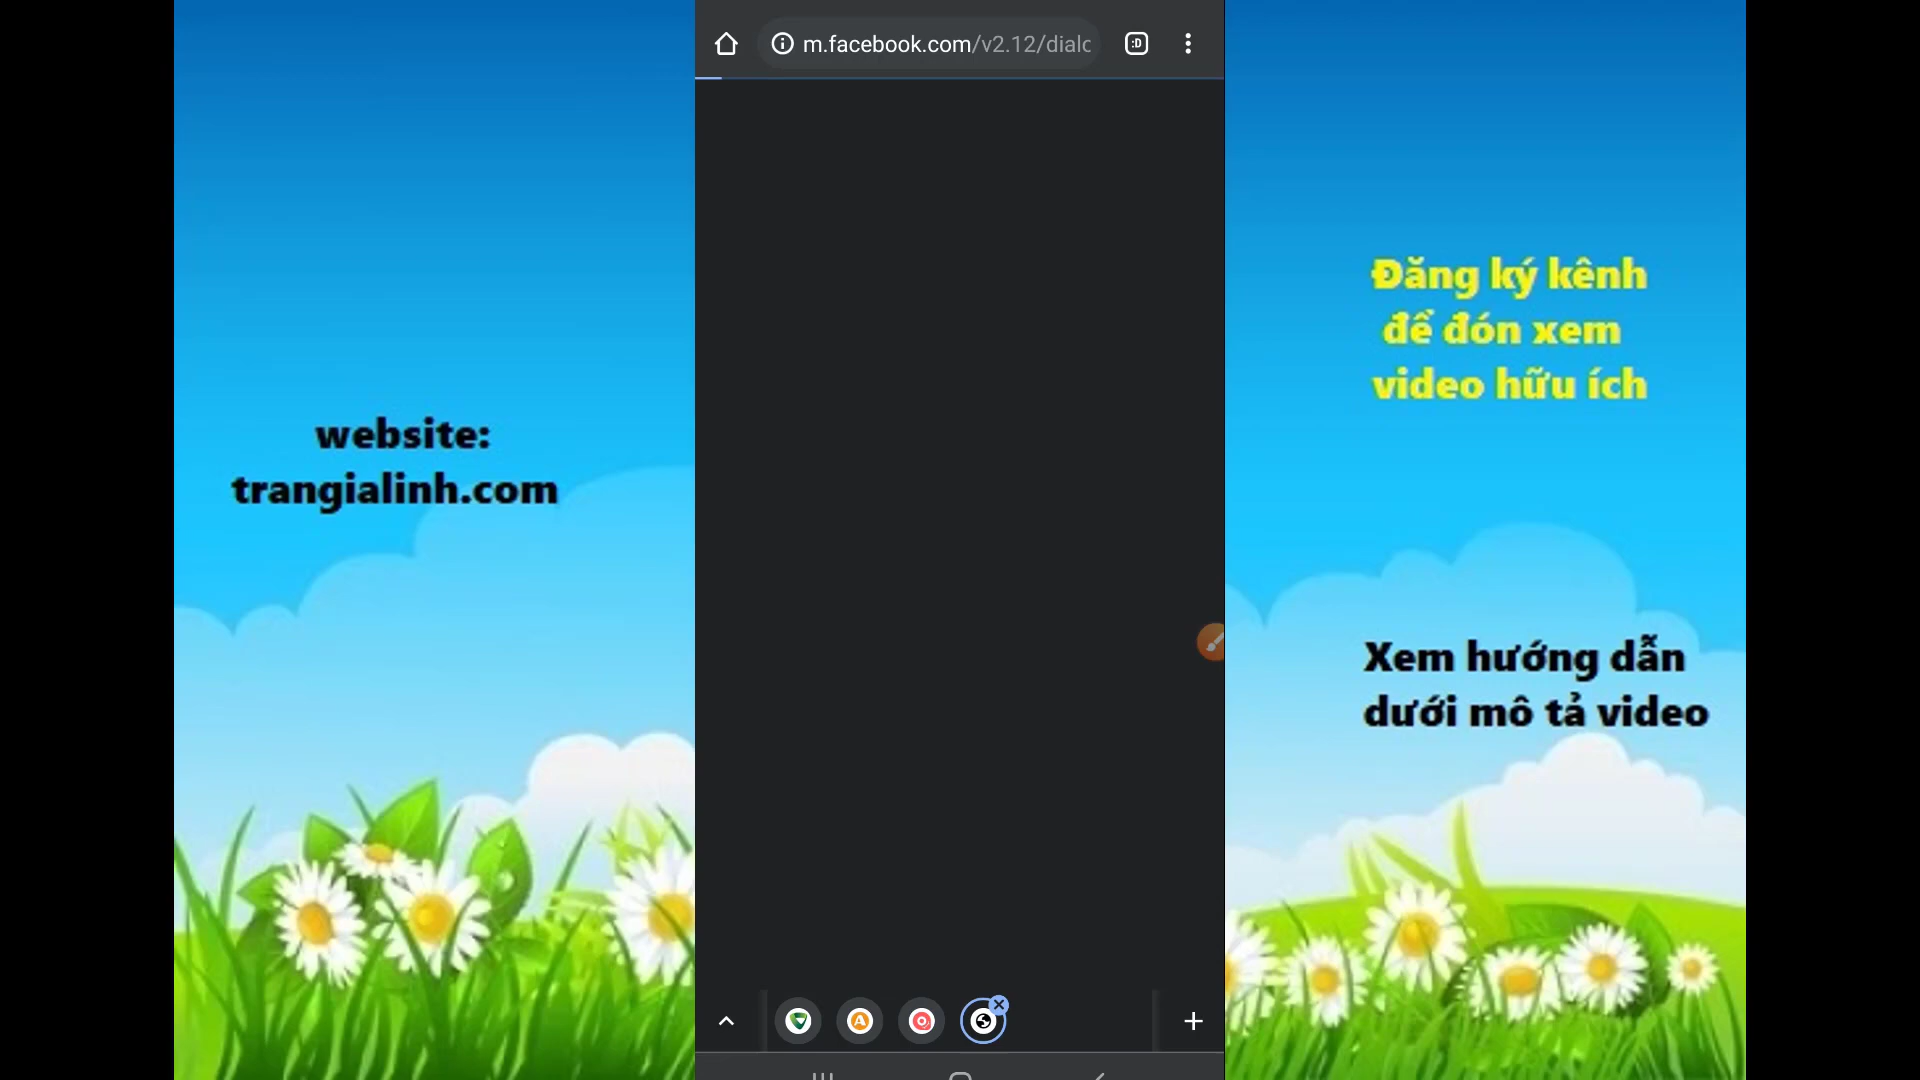 website:
trangialinh.com
m.facebook.com/v2.12/dialo
:D
Đăng ký kênh
để đón xem
video hữu ích
Xem hướng dẫn
dưới mô tả video